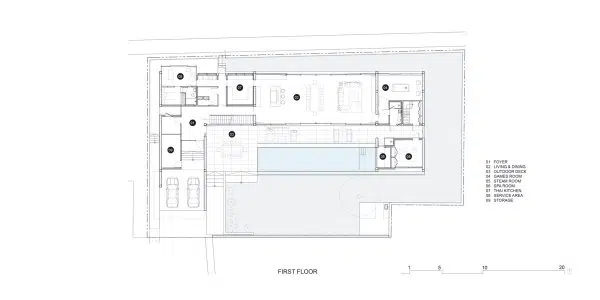 01 FOYER
02 LIVING & DINING
03 OUTDOOR DECK
04 GAMES ROOM
05 STEAM ROOM
06 SPA ROOM
07 THAI KITCHEN
08 SERVICE AREA
09 STORAGE
FIRST FLOOR
1 5 10 20